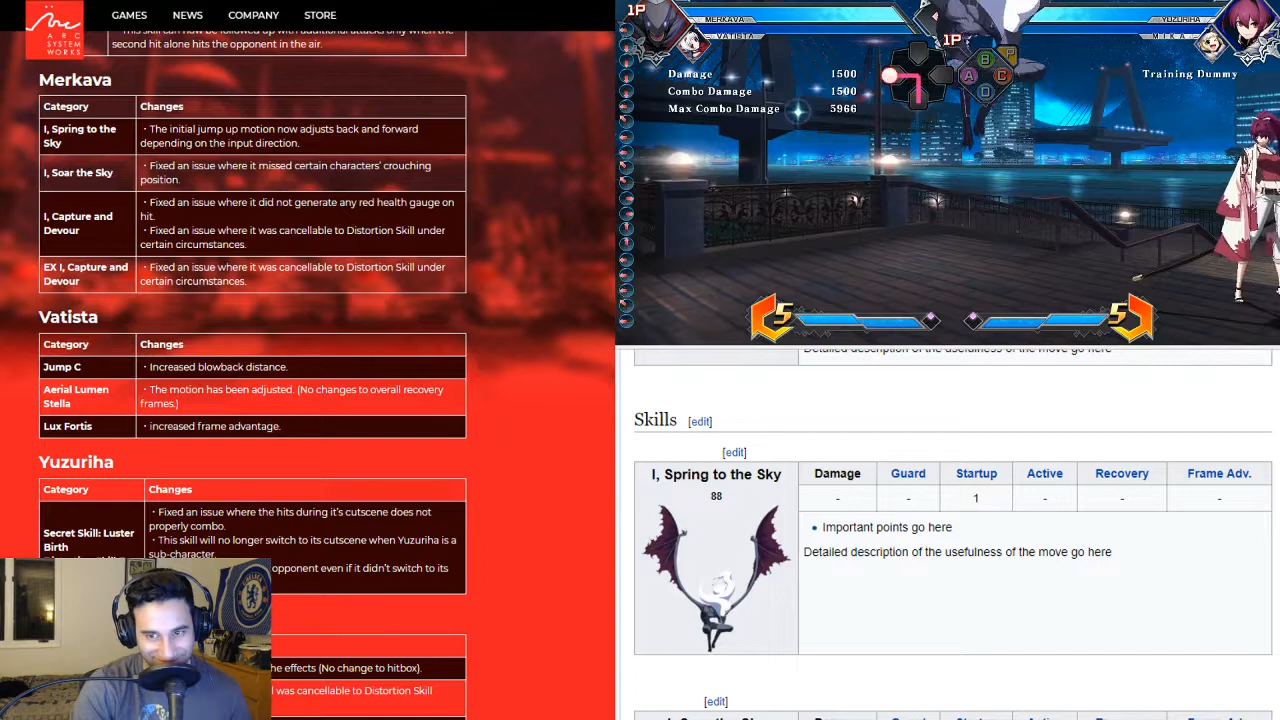 ARC
SYSTEM
WORKS
GAMES NEWS COMPANY STORE
second hit alone hits the opponent in the air.
Merkava
Category Changes
I, Spring to the Sky
・The initial jump up motion now adjusts back and forward
depending on the input direction.
I, Soar the Sky
・Fixed an issue where it missed certain characters' crouching
position.
I, Capture and Devour
・Fixed an issue where it did not generate any red health gauge on
hit.
・Fixed an issue where it was cancellable to Distortion Skill under
certain circumstances.
EX I, Capture and Devour
・Fixed an issue where it was cancellable to Distortion Skill under
certain circumstances.
Vatista
Category Changes
Jump C ・Increased blowback distance.
Aerial Lumen Stella
・The motion has been adjusted. (No changes to overall recovery
frames.)
Lux Fortis ・increased frame advantage.
Yuzuriha
Category Changes
Secret Skill: Luster
Birth
・Fixed an issue where the hits during it's cutscene does not
properly combo.
・This skill will no longer switch to its cutscene when Yuzuriha is a
sub-character.
opponent even if it didn't switch to its
he effects (No change to hitbox).
l was cancellable to Distortion Skill
1P
MERKAVA
VATISTA
1P
YUZURIHA
MIKA
Damage 1500
Combo Damage 1500
Max Combo Damage 5966
Training Dummy
A B C D P
5 5
Detailed description of the usefulness of the move go here
Skills [edit]
[edit]
I, Spring to the Sky
88
Damage Guard Startup Active Recovery Frame Adv.
- - 1 - - -
• Important points go here
Detailed description of the usefulness of the move go here
[edit]